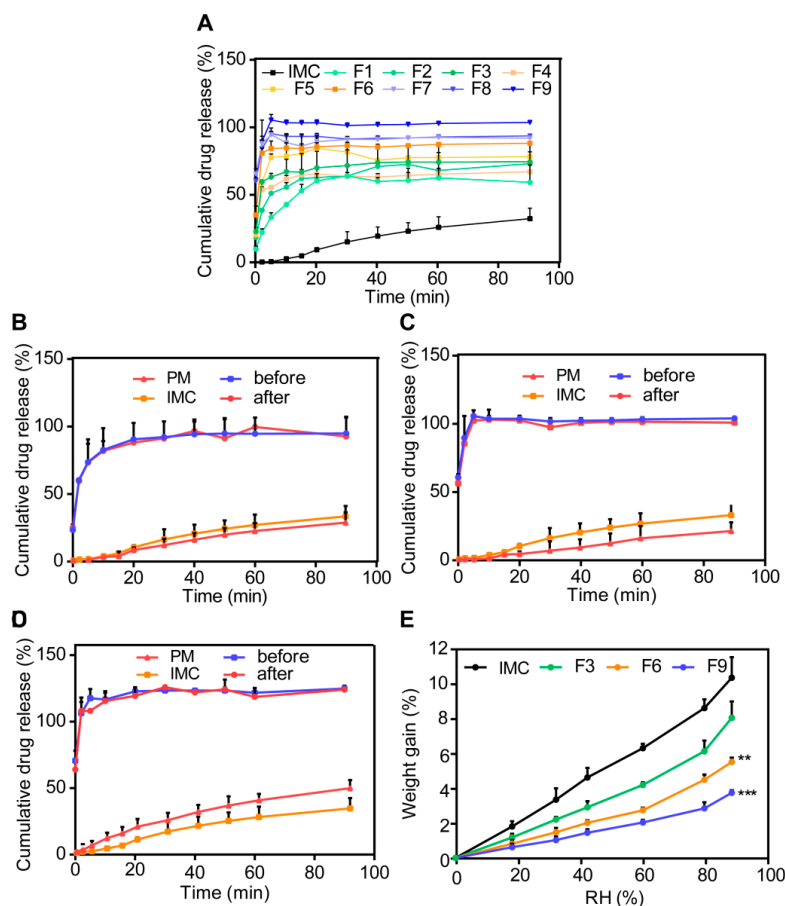 A
Cumulative drug release (%)
150
100
50
0
IMC F1 F2 F3 F4
F5 F6 F7 F8 F9
0 20 40 60 80 100
Time (min)
B
Cumulative drug release (%)
150
100
50
0
PM before
IMC after
0 20 40 60 80 100
Time (min)
C
Cumulative drug release (%)
150
100
50
0
PM before
IMC after
0 20 40 60 80 100
Time (min)
D
Cumulative drug release (%)
150
100
50
0
PM before
IMC after
0 20 40 60 80 100
Time (min)
E
Weight gain (%)
12
10
8
6
4
2
0
IMC F3 F6 F9
**
***
0 20 40 60 80 100
RH (%)